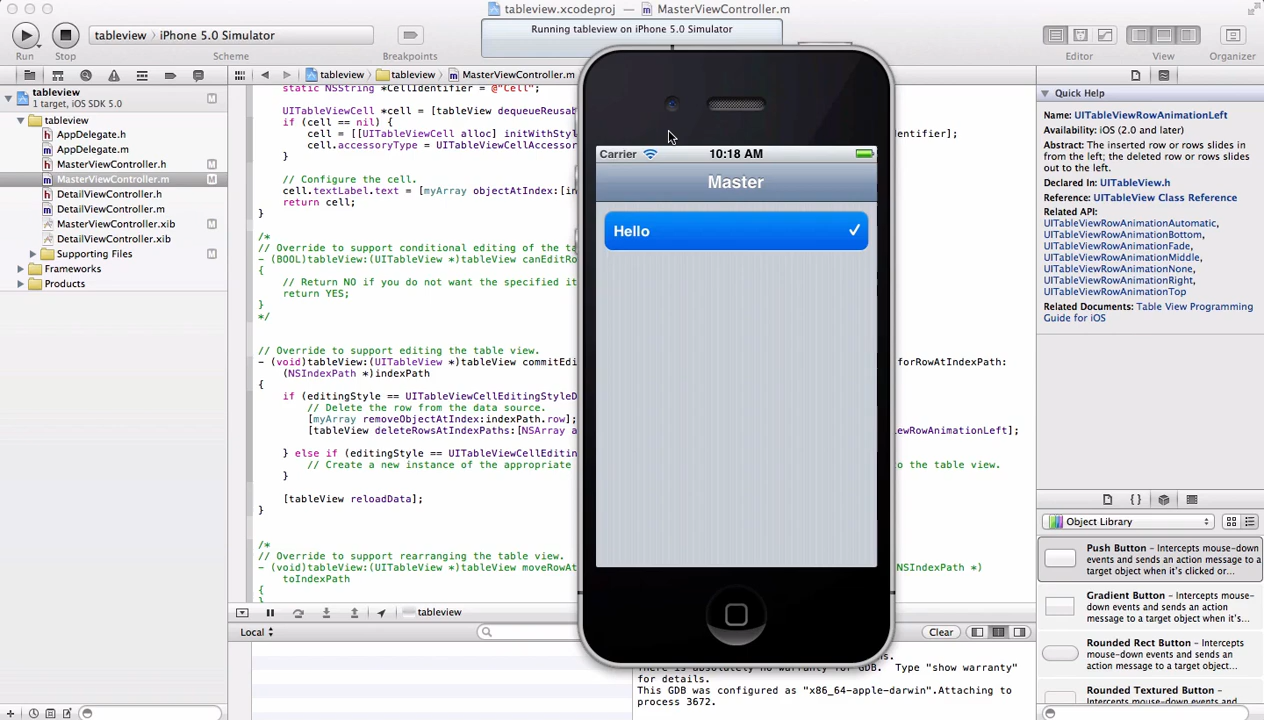 tableview.xcodeproj — MasterViewController.m
tableview › iPhone 5.0 Simulator
Running tableview on iPhone 5.0 Simulator
Run
Stop
Scheme
Breakpoints
Editor
View
Organizer
tableview
1 target, iOS SDK 5.0
M
tableview
AppDelegate.h
AppDelegate.m
MasterViewController.h M
MasterViewController.m M
DetailViewController.h
DetailViewController.m
MasterViewController.xib M
DetailViewController.xib
Supporting Files M
Frameworks
Products
tableview › tableview › MasterViewController.m
static NSString *CellIdentifier = @"Cell";
UITableViewCell *cell = [tableView dequeueReusa
if (cell == nil) {
cell = [[UITableViewCell alloc] initWithStyl entifier];
cell.accessoryType = UITableViewCellAccessor
}
// Configure the cell.
cell.textLabel.text = [myArray objectAtIndex:[in
return cell;
}
/*
// Override to support conditional editing of the ta
- (BOOL)tableView:(UITableView *)tableView canEditRo
{
// Return NO if you do not want the specified it
return YES;
}
*/
// Override to support editing the table view.
- (void)tableView:(UITableView *)tableView commitEdi forRowAtIndexPath:
(NSIndexPath *)indexPath
{
if (editingStyle == UITableViewCellEditingStyleD
// Delete the row from the data source.
[myArray removeObjectAtIndex:indexPath.row];
[tableView deleteRowsAtIndexPaths:[NSArray a ewRowAnimationLeft];
} else if (editingStyle == UITableViewCellEditin
// Create a new instance of the appropriate o the table view.
}
[tableView reloadData];
}
/*
// Override to support rearranging the table view.
- (void)tableView:(UITableView *)tableView moveRowAt NSIndexPath *)
toIndexPath
{
Carrier 10:18 AM
Master
Hello ✓
Quick Help
Name: UITableViewRowAnimationLeft
Availability: iOS (2.0 and later)
Abstract: The inserted row or rows slides
in from the left; the deleted row or rows
slides out to the left.
Declared In: UITableView.h
Reference: UITableView Class Reference
Related API:
UITableViewRowAnimationAutomatic,
UITableViewRowAnimationBottom,
UITableViewRowAnimationFade,
UITableViewRowAnimationMiddle,
UITableViewRowAnimationNone,
UITableViewRowAnimationRight,
UITableViewRowAnimationTop
Related Documents: Table View Programming
Guide for iOS
Object Library
Push Button – Intercepts mouse-down
events and sends an action message to a
target object when it's clicked or...
Gradient Button – Intercepts mouse-
down events and sends an action
message to a target object when it's...
Rounded Rect Button – Intercepts
mouse-down events and sends an
action message to a target object...
Rounded Textured Button –
tableview
Local
Clear
There is absolutely no warranty for GDB. Type "show warranty"
for details.
This GDB was configured as "x86_64-apple-darwin".Attaching to
process 3672.